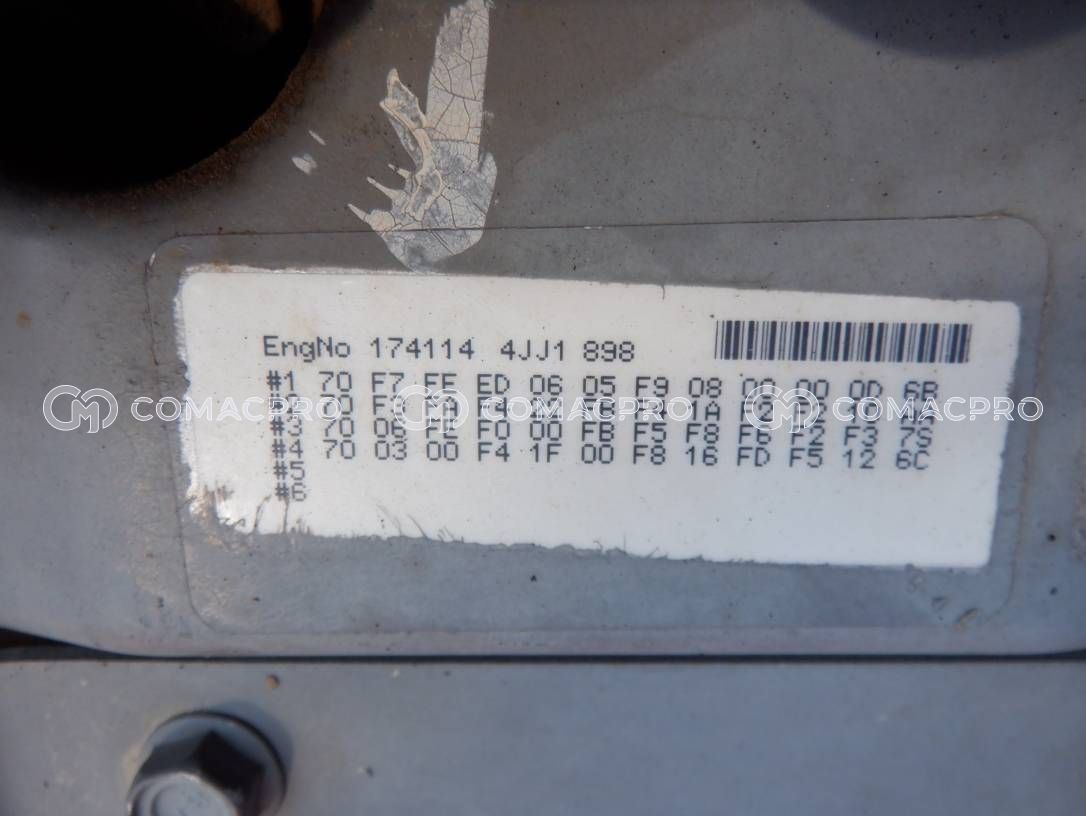 EngNo 174114 4JJ1 898
#1 70 F7 FE ED 06 05 F9 08 00 00 0D 6B
COMACPRO COMACPRO COMACPRO
70
#3 70 06 FE F0 00 FB F5 F8 F6 F2 F3 7S
#4 70 03 00 F4 1F 00 F8 16 FD F5 12 6C
#5
#6